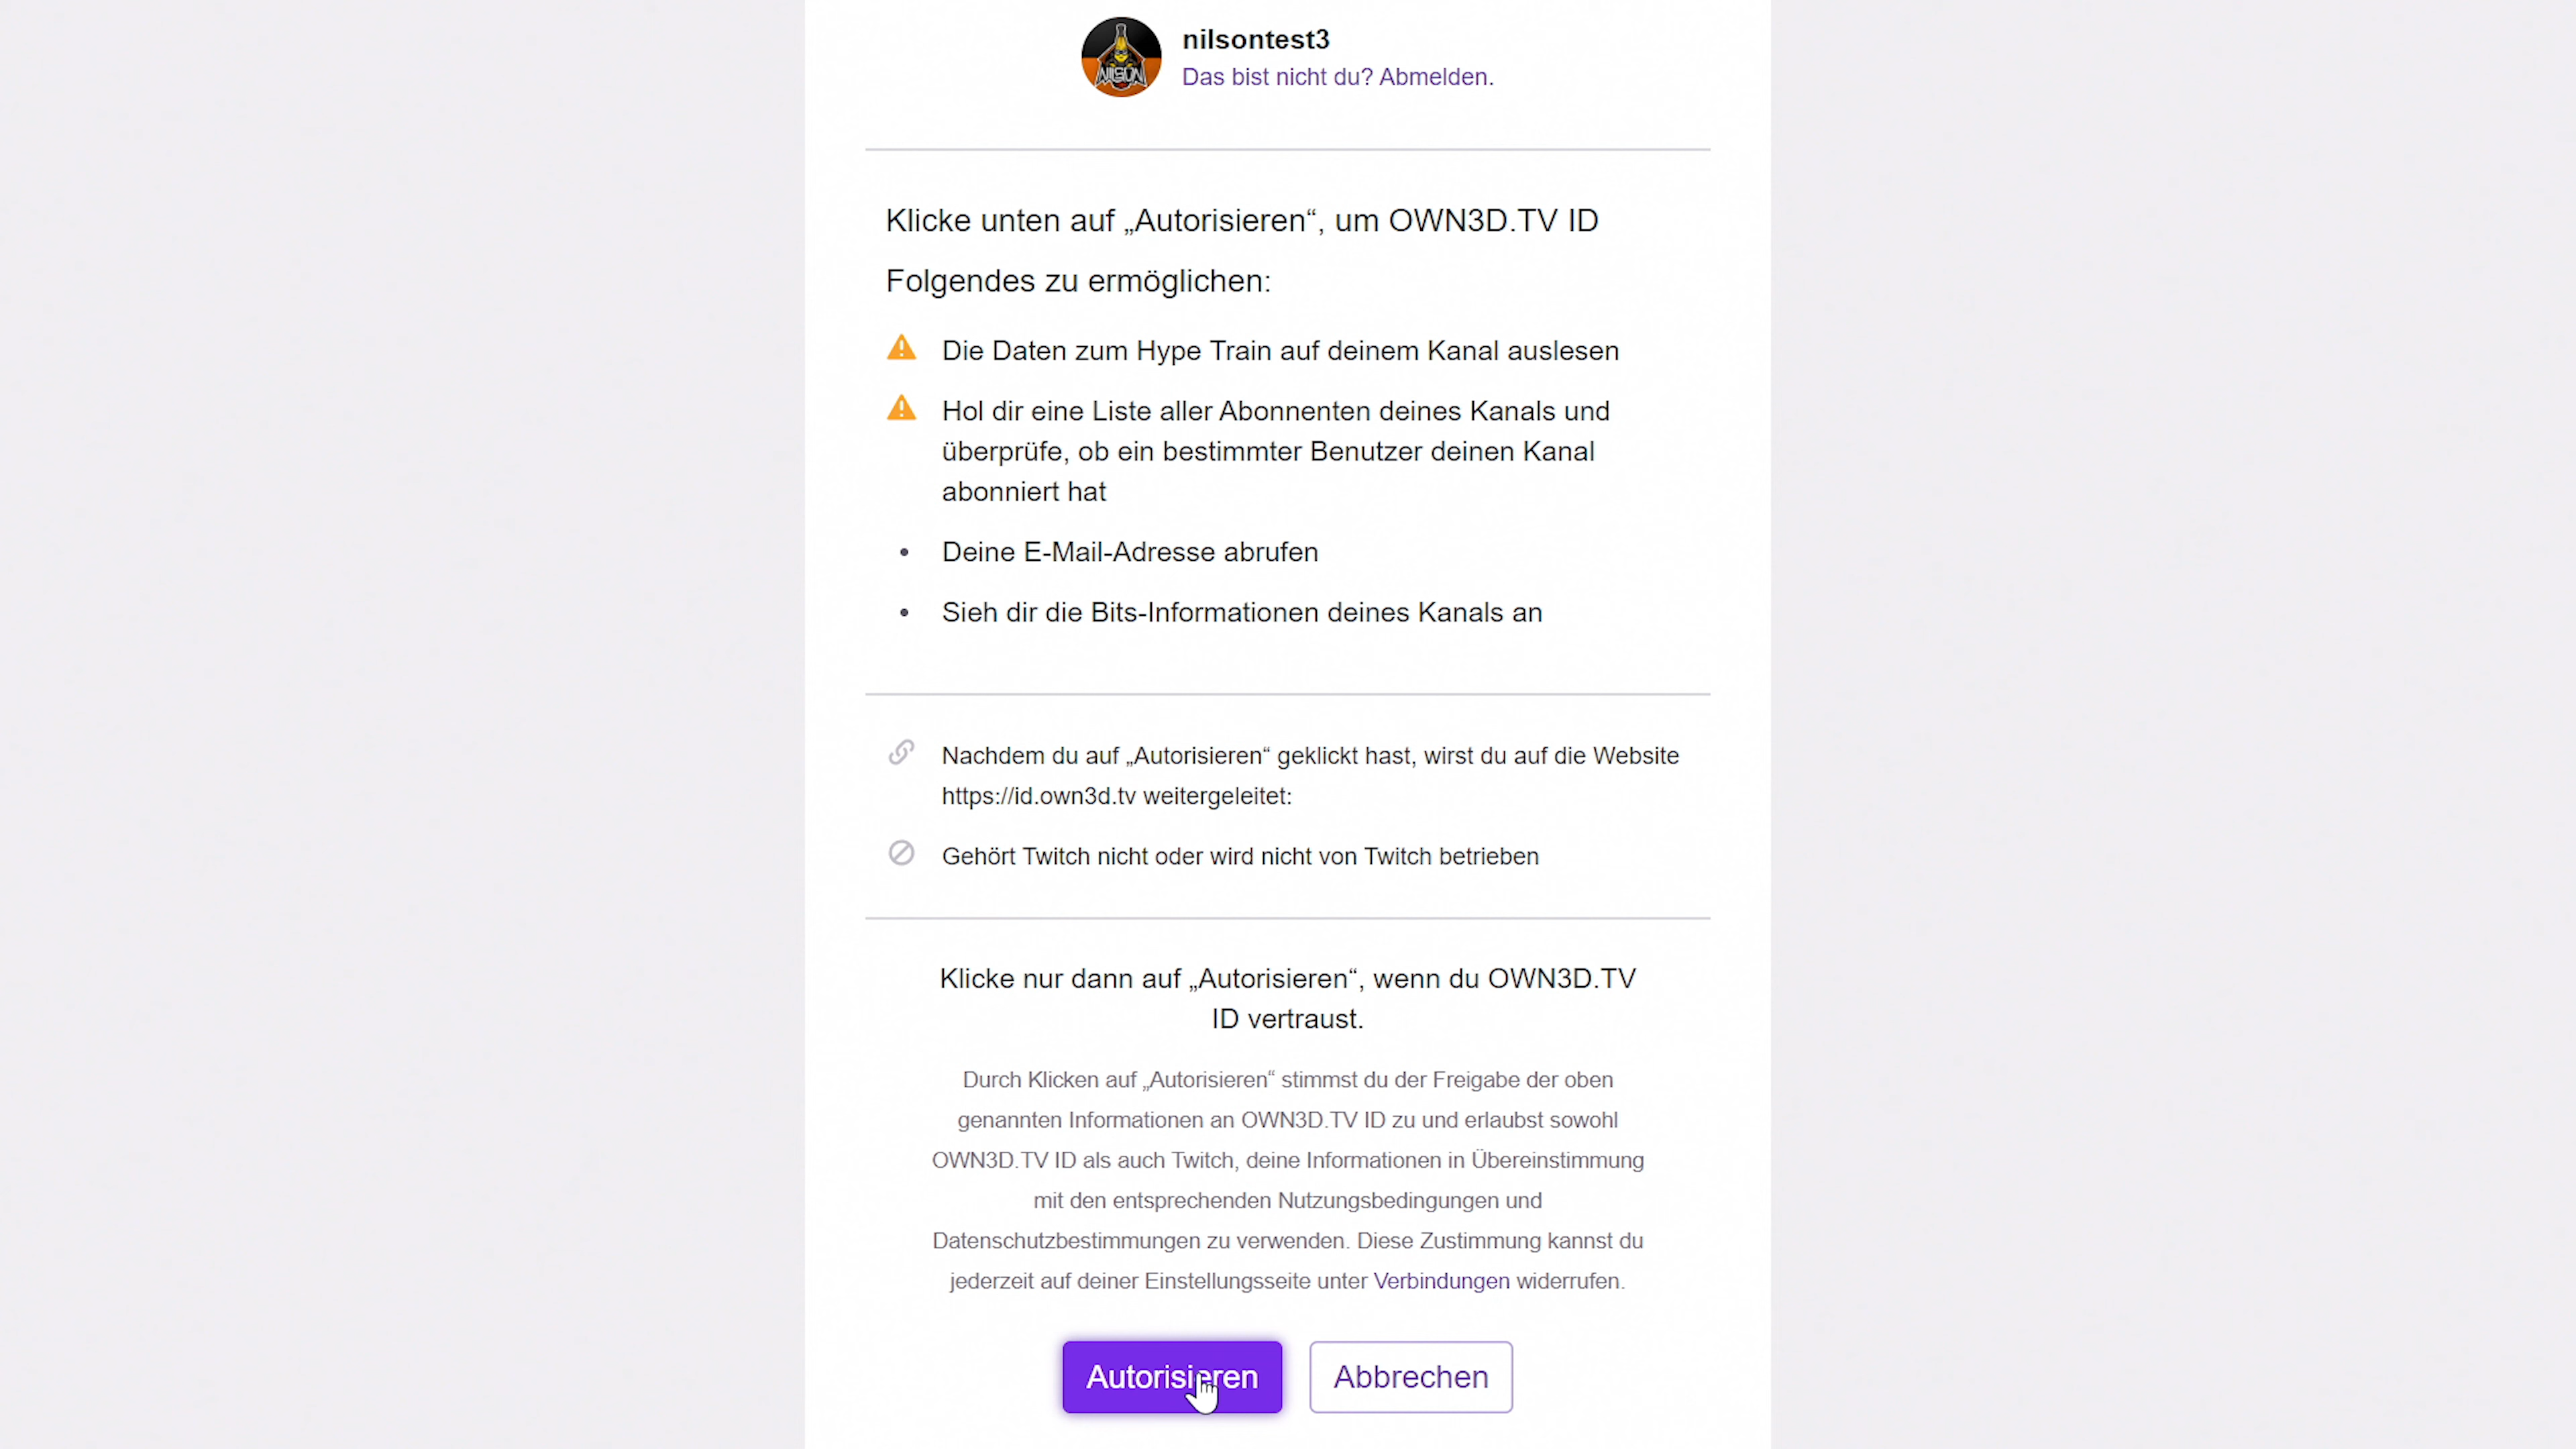 nilsontest3
Das bist nicht du? Abmelden.
NILSON
Klicke unten auf „Autorisieren“, um OWN3D.TV ID
Folgendes zu ermöglichen:
Die Daten zum Hype Train auf deinem Kanal auslesen
Hol dir eine Liste aller Abonnenten deines Kanals und
überprüfe, ob ein bestimmter Benutzer deinen Kanal
abonniert hat
• Deine E-Mail-Adresse abrufen
• Sieh dir die Bits-Informationen deines Kanals an
Nachdem du auf „Autorisieren“ geklickt hast, wirst du auf die Website
https://id.own3d.tv weitergeleitet:
Gehört Twitch nicht oder wird nicht von Twitch betrieben
Klicke nur dann auf „Autorisieren“, wenn du OWN3D.TV
ID vertraust.
Durch Klicken auf „Autorisieren“ stimmst du der Freigabe der oben
genannten Informationen an OWN3D.TV ID zu und erlaubst sowohl
OWN3D.TV ID als auch Twitch, deine Informationen in Übereinstimmung
mit den entsprechenden Nutzungsbedingungen und
Datenschutzbestimmungen zu verwenden. Diese Zustimmung kannst du
jederzeit auf deiner Einstellungsseite unter Verbindungen widerrufen.
Autorisieren Abbrechen